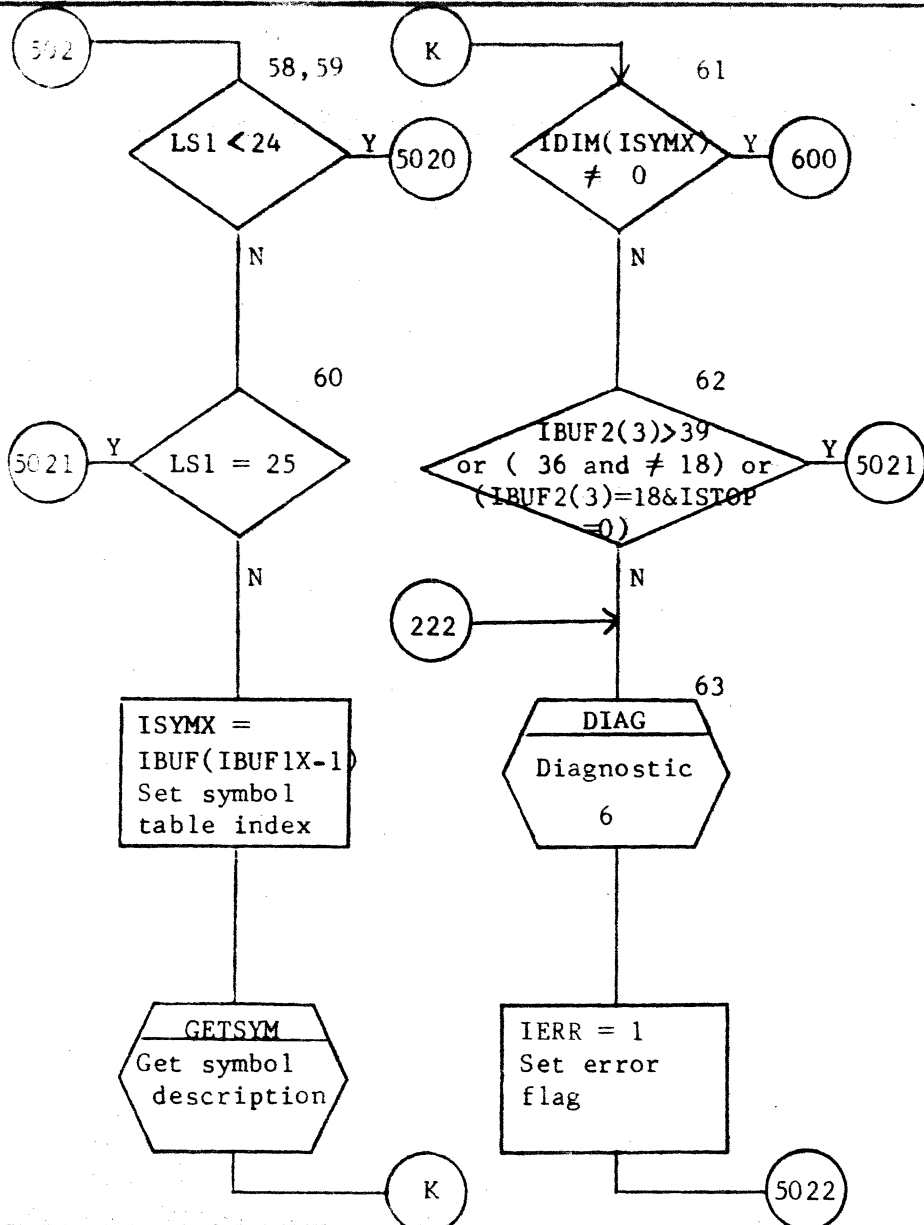 502
58,59
LS1 <24
Y
5020
N
60
5021
Y
LS1 = 25
N
ISYMX =
IBUF(IBUF1X-1)
Set symbol
table index
GETSYM
Get symbol
description
K
K
61
IDIM(ISYMX)
≠ 0
Y
600
N
62
IBUF2(3)>39
or ( 36 and ≠ 18) or
(IBUF2(3)=18&ISTOP
=0)
Y
5021
N
222
63
DIAG
Diagnostic
6
IERR = 1
Set error
flag
5022